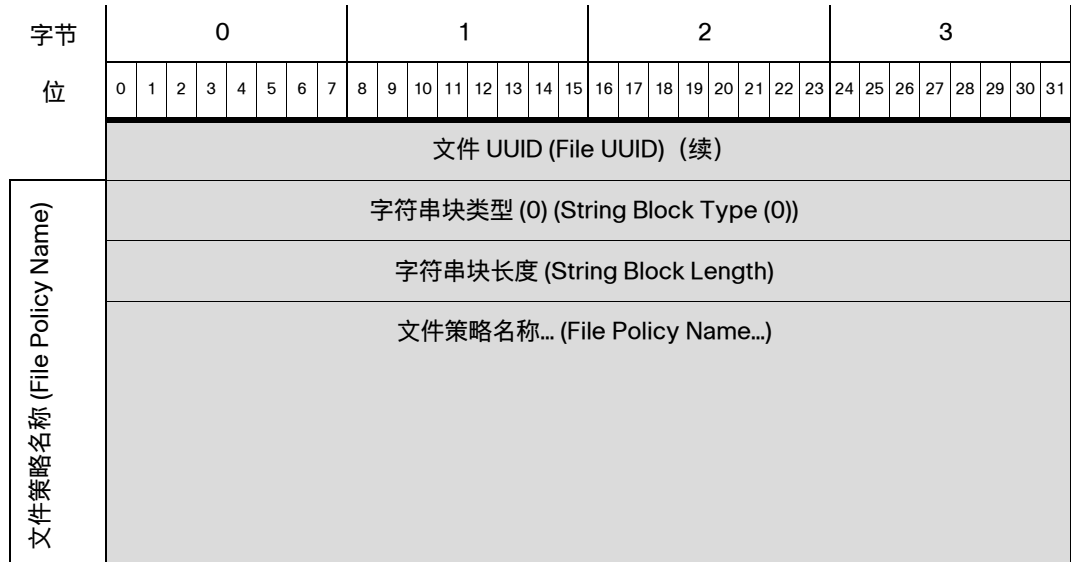 字节 0 1 2 3
位 0 1 2 3 4 5 6 7 8 9 10 11 12 13 14 15 16 17 18 19 20 21 22 23 24 25 26 27 28 29 30 31
文件 UUID (File UUID)（续）
字符串块类型 (0) (String Block Type (0))
字符串块长度 (String Block Length)
文件策略名称... (File Policy Name...)
文件策略名称 (File Policy Name)